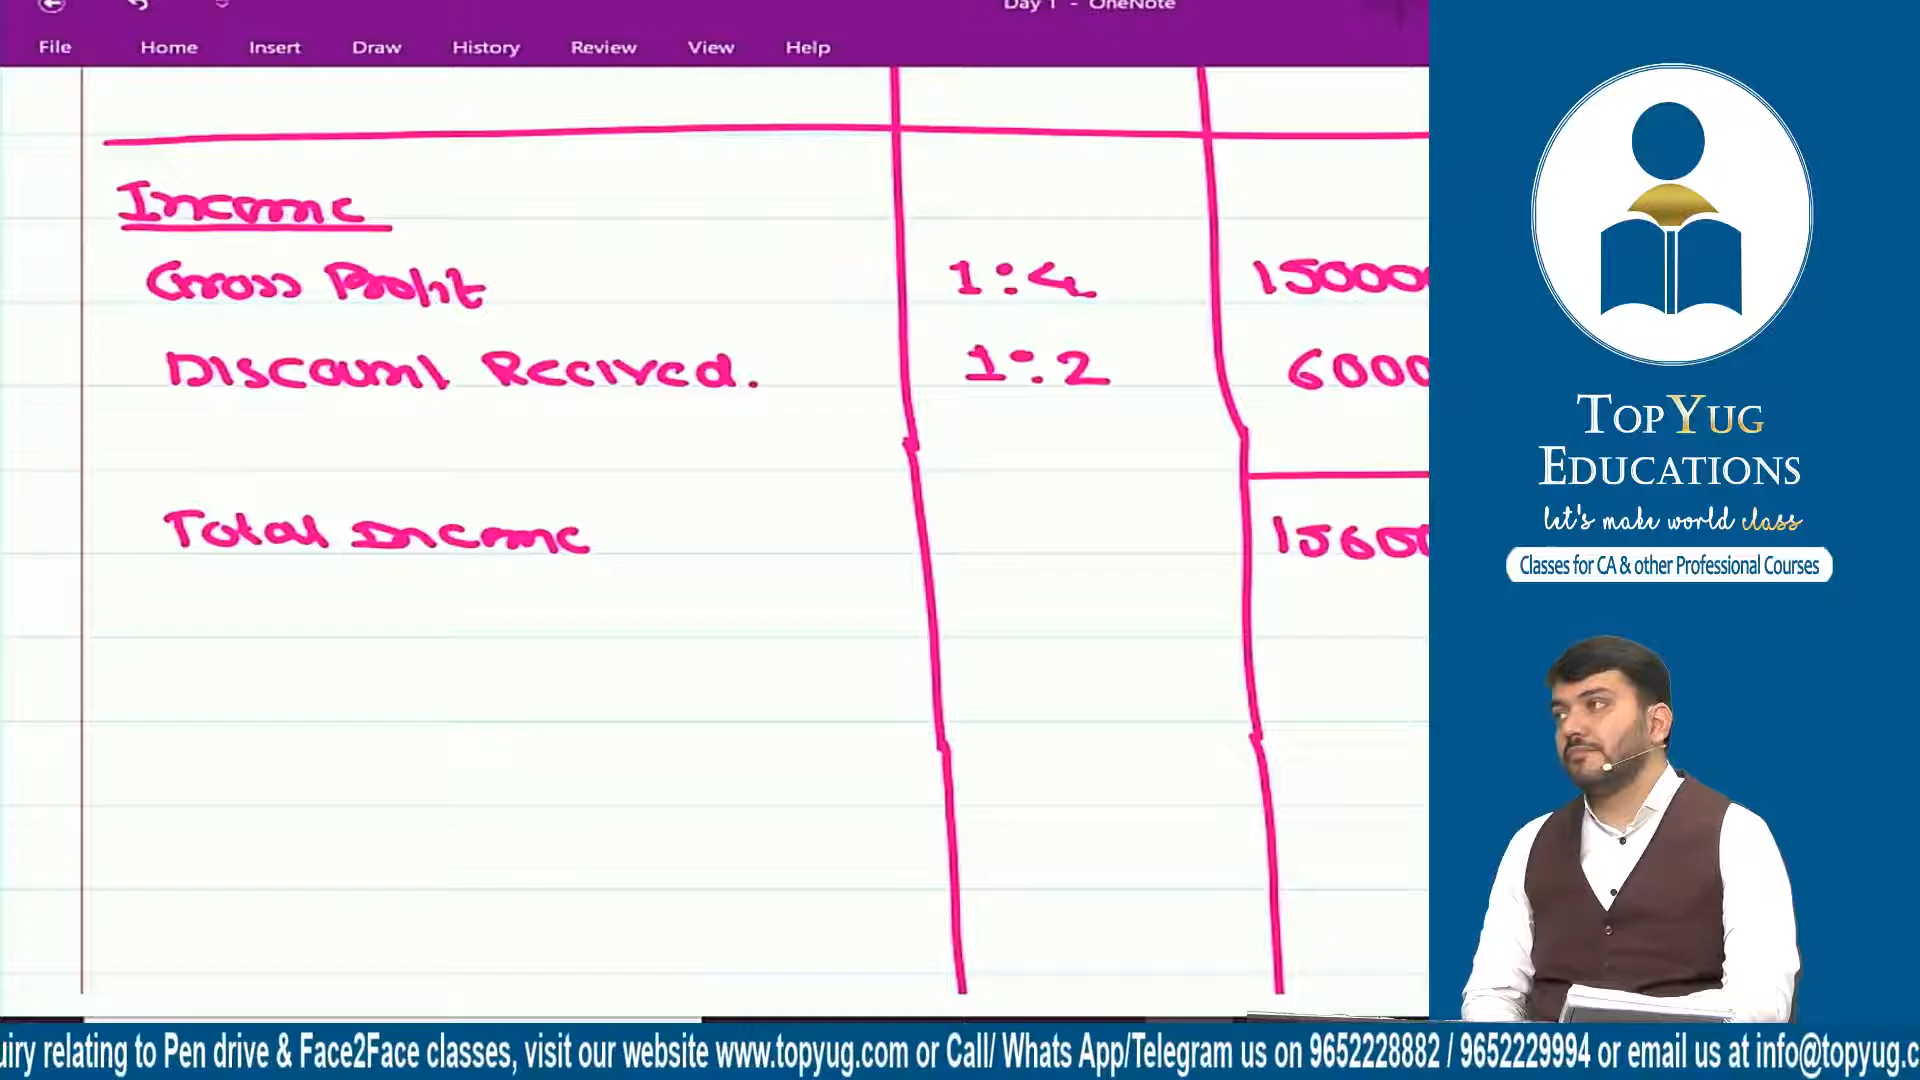 Day 1 - OneNote
File Home Insert Draw History Review View Help
Income
Gross Profit 1:4 150000
Discount Recived. 1:2 6000
Total Income 15600
TopYug
Educations
let's make world class
Classes for CA & other Professional Courses
uiry relating to Pen drive & Face2Face classes, visit our website www.topyug.com or Call/ Whats App/Telegram us on 9652228882 / 9652229994 or email us at info@topyug.c